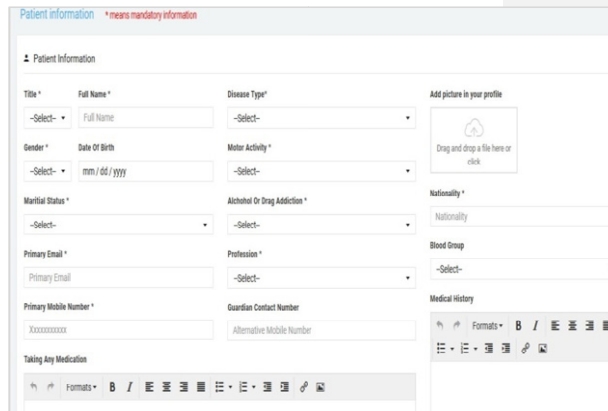 Patient information * means mandatory information
Patient Information
Title * Full Name * Disease Type* Add picture in your profile
--Select-- Full Name --Select--
Drag and drop a file here or
click
Gender * Date Of Birth Motor Activity *
--Select-- mm / dd / yyyy --Select--
Maritial Status * Alchohol Or Drag Addiction * Nationality *
--Select-- --Select-- Nationality
Primary Email * Profession * Blood Group
Primary Email --Select-- --Select--
Primary Mobile Number * Guardian Contact Number Medical History
Xxxxxxxxxxx Alternative Mobile Number
Formats B I
Taking Any Medication
Formats B I